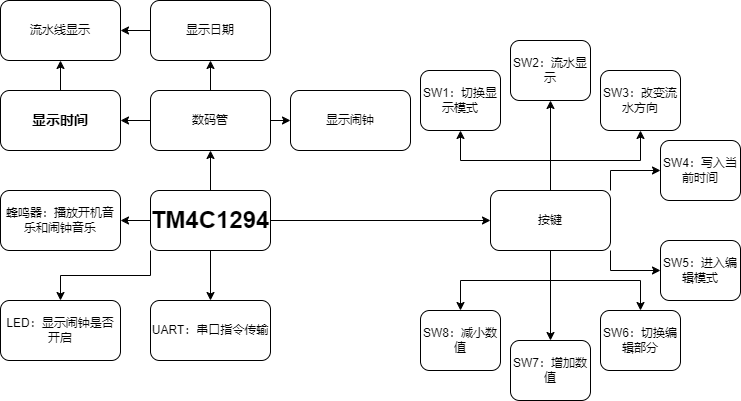 流水线显示
显示日期
显示时间
数码管
显示闹钟
蜂鸣器：播放开机音
乐和闹钟音乐
TM4C1294
LED：显示闹钟是否
开启
UART：串口指令传输
SW1：切换显
示模式
SW2：流水显
示
SW3：改变流
水方向
SW4：写入当
前时间
按键
SW5：进入编
辑模式
SW8：减小数
值
SW7：增加数
值
SW6：切换编
辑部分